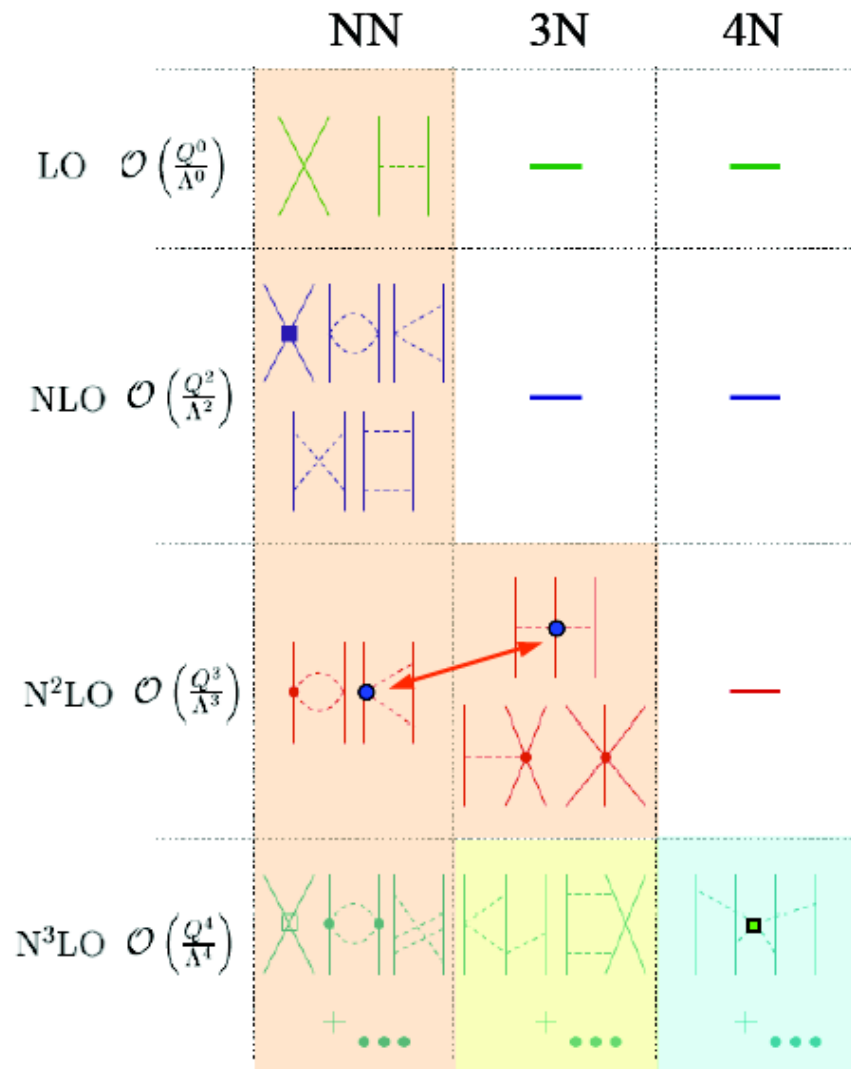 NN 3N 4N
LO 𝒪(Q⁰/Λ⁰)
NLO 𝒪(Q²/Λ²)
N²LO 𝒪(Q³/Λ³)
N³LO 𝒪(Q⁴/Λ⁴)
+ ••• + ••• + •••